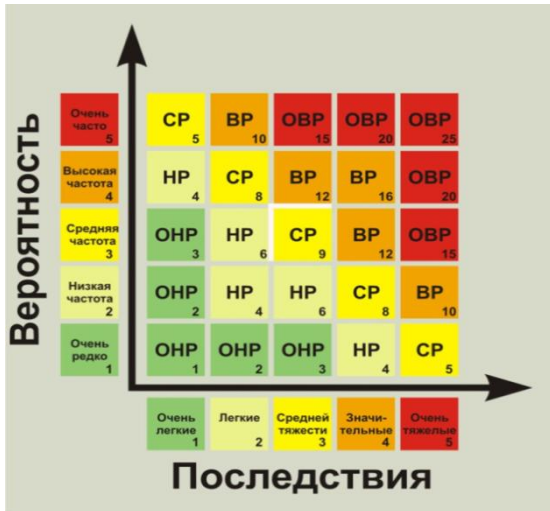 Вероятность
Очень
часто
5
СР
5
ВР
10
ОВР
15
ОВР
20
ОВР
25
Высокая
частота
4
НР
4
СР
8
ВР
12
ВР
16
ОВР
20
Средняя
частота
3
ОНР
3
НР
6
СР
9
ВР
12
ОВР
15
Низкая
частота
2
ОНР
2
НР
4
НР
6
СР
8
ВР
10
Очень
редко
1
ОНР
1
ОНР
2
ОНР
3
НР
4
СР
5
Очень
легкие
1
Легкие
2
Средней
тяжести
3
Значи-
тельные
4
Очень
тяжелые
5
Последствия